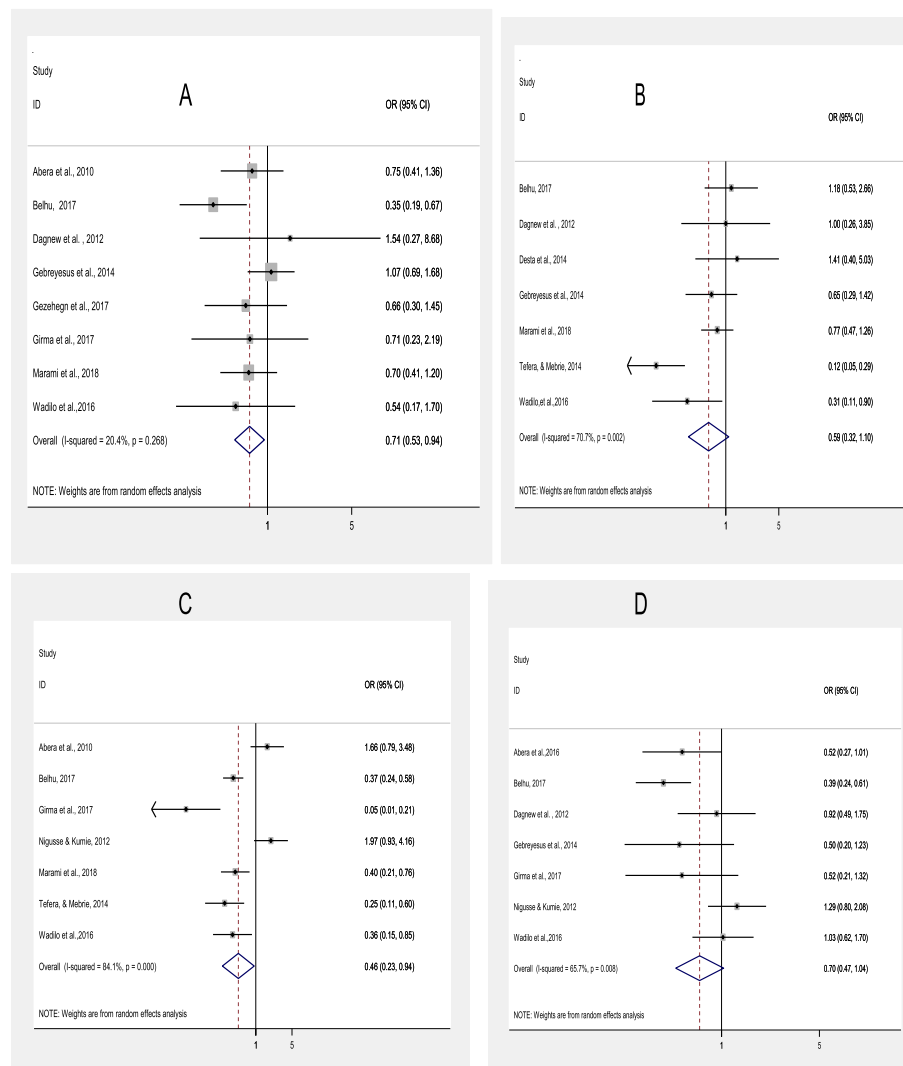 A
.
Study
ID OR (95% CI)
Abera et al., 2010 0.75 (0.41, 1.36)
Belhu, 2017 0.35 (0.19, 0.67)
Dagnew et al. , 2012 1.54 (0.27, 8.68)
Gebreyesus et al., 2014 1.07 (0.69, 1.68)
Gezehegn et al., 2017 0.66 (0.30, 1.45)
Girma et al., 2017 0.71 (0.23, 2.19)
Marami et al., 2018 0.70 (0.41, 1.20)
Wadilo et al.,2016 0.54 (0.17, 1.70)
Overall (I-squared = 20.4%, p = 0.268) 0.71 (0.53, 0.94)
NOTE: Weights are from random effects analysis
1 5
B
.
Study
ID OR (95% CI)
Belhu, 2017 1.18 (0.53, 2.66)
Dagnew et al. , 2012 1.00 (0.26, 3.85)
Desta et al., 2014 1.41 (0.40, 5.03)
Gebreyesus et al., 2014 0.65 (0.29, 1.42)
Marami et al., 2018 0.77 (0.47, 1.26)
Tefera, & Mebrie, 2014 0.12 (0.05, 0.29)
Wadilo,et al.,2016 0.31 (0.11, 0.90)
Overall (I-squared = 70.7%, p = 0.002) 0.59 (0.32, 1.10)
NOTE: Weights are from random effects analysis
1 5
C
Study
ID OR (95% CI)
Abera et al., 2010 1.66 (0.79, 3.48)
Belhu, 2017 0.37 (0.24, 0.58)
Girma et al., 2017 0.05 (0.01, 0.21)
Nigusse & Kumie, 2012 1.97 (0.93, 4.16)
Marami et al., 2018 0.40 (0.21, 0.76)
Tefera, & Mebrie, 2014 0.25 (0.11, 0.60)
Wadilo et al.,2016 0.36 (0.15, 0.85)
Overall (I-squared = 84.1%, p = 0.000) 0.46 (0.23, 0.94)
NOTE: Weights are from random effects analysis
1 5
D
Study
ID OR (95% CI)
Abera et al.,2016 0.52 (0.27, 1.01)
Belhu, 2017 0.39 (0.24, 0.61)
Dagnew et al. , 2012 0.92 (0.49, 1.75)
Gebreyesus et al., 2014 0.50 (0.20, 1.23)
Girma et al., 2017 0.52 (0.21, 1.32)
Nigusse & Kumie, 2012 1.29 (0.80, 2.08)
Wadilo et al.,2016 1.03 (0.62, 1.70)
Overall (I-squared = 65.7%, p = 0.008) 0.70 (0.47, 1.04)
NOTE: Weights are from random effects analysis
1 5